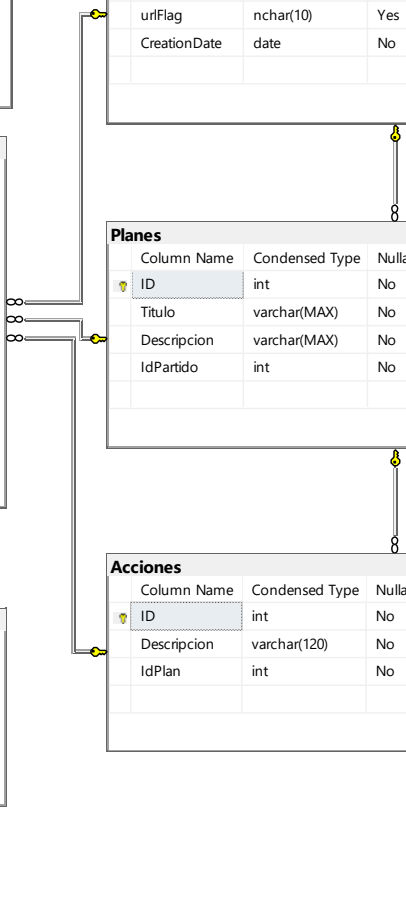 urlFlag nchar(10) Yes
CreationDate date No
Planes
Column Name Condensed Type Nulla
ID int No
Titulo varchar(MAX) No
Descripcion varchar(MAX) No
IdPartido int No
Acciones
Column Name Condensed Type Nulla
ID int No
Descripcion varchar(120) No
IdPlan int No